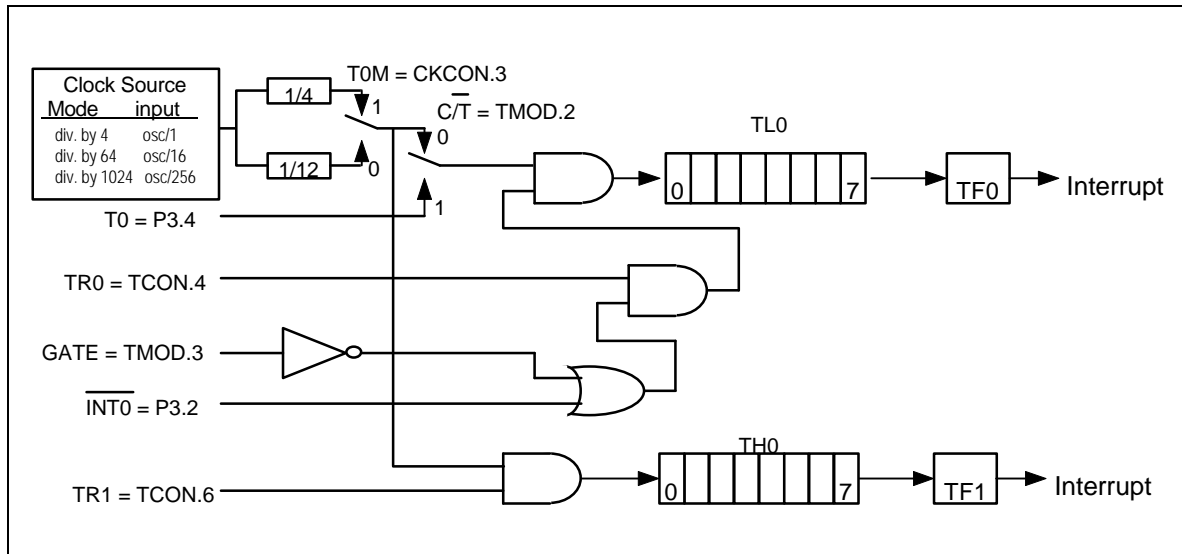 Clock Source
Mode input
div. by 4 osc/1
div. by 64 osc/16
div. by 1024 osc/256
1/4
1/12
T0M = CKCON.3
1
0
C/T = TMOD.2
0
1
T0 = P3.4
TL0
0 7
TF0
Interrupt
TR0 = TCON.4
GATE = TMOD.3
INT0 = P3.2
TR1 = TCON.6
TH0
0 7
TF1
Interrupt